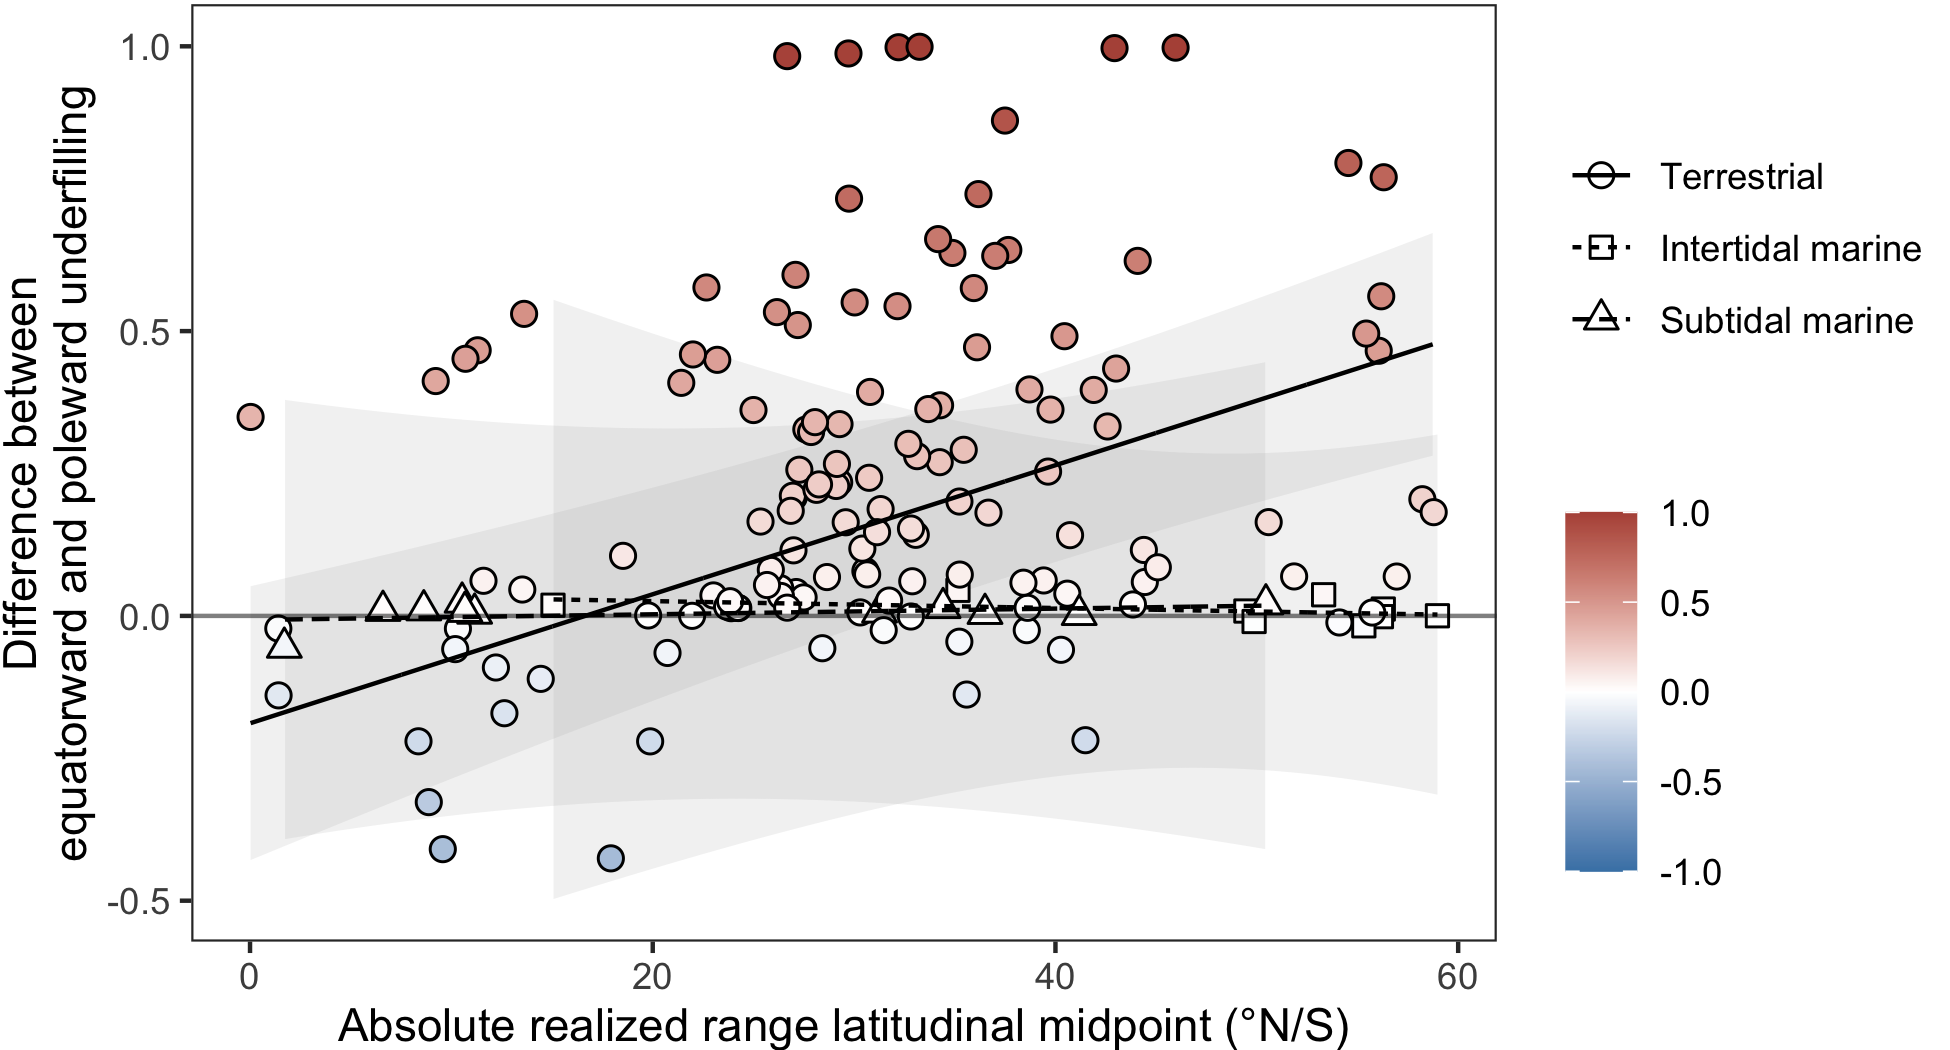 Difference between
equatorward and poleward underfilling
1.0
0.5
0.0
-0.5
0
20
40
60
Absolute realized range latitudinal midpoint (°N/S)
Terrestrial
Intertidal marine
Subtidal marine
1.0
0.5
0.0
-0.5
-1.0